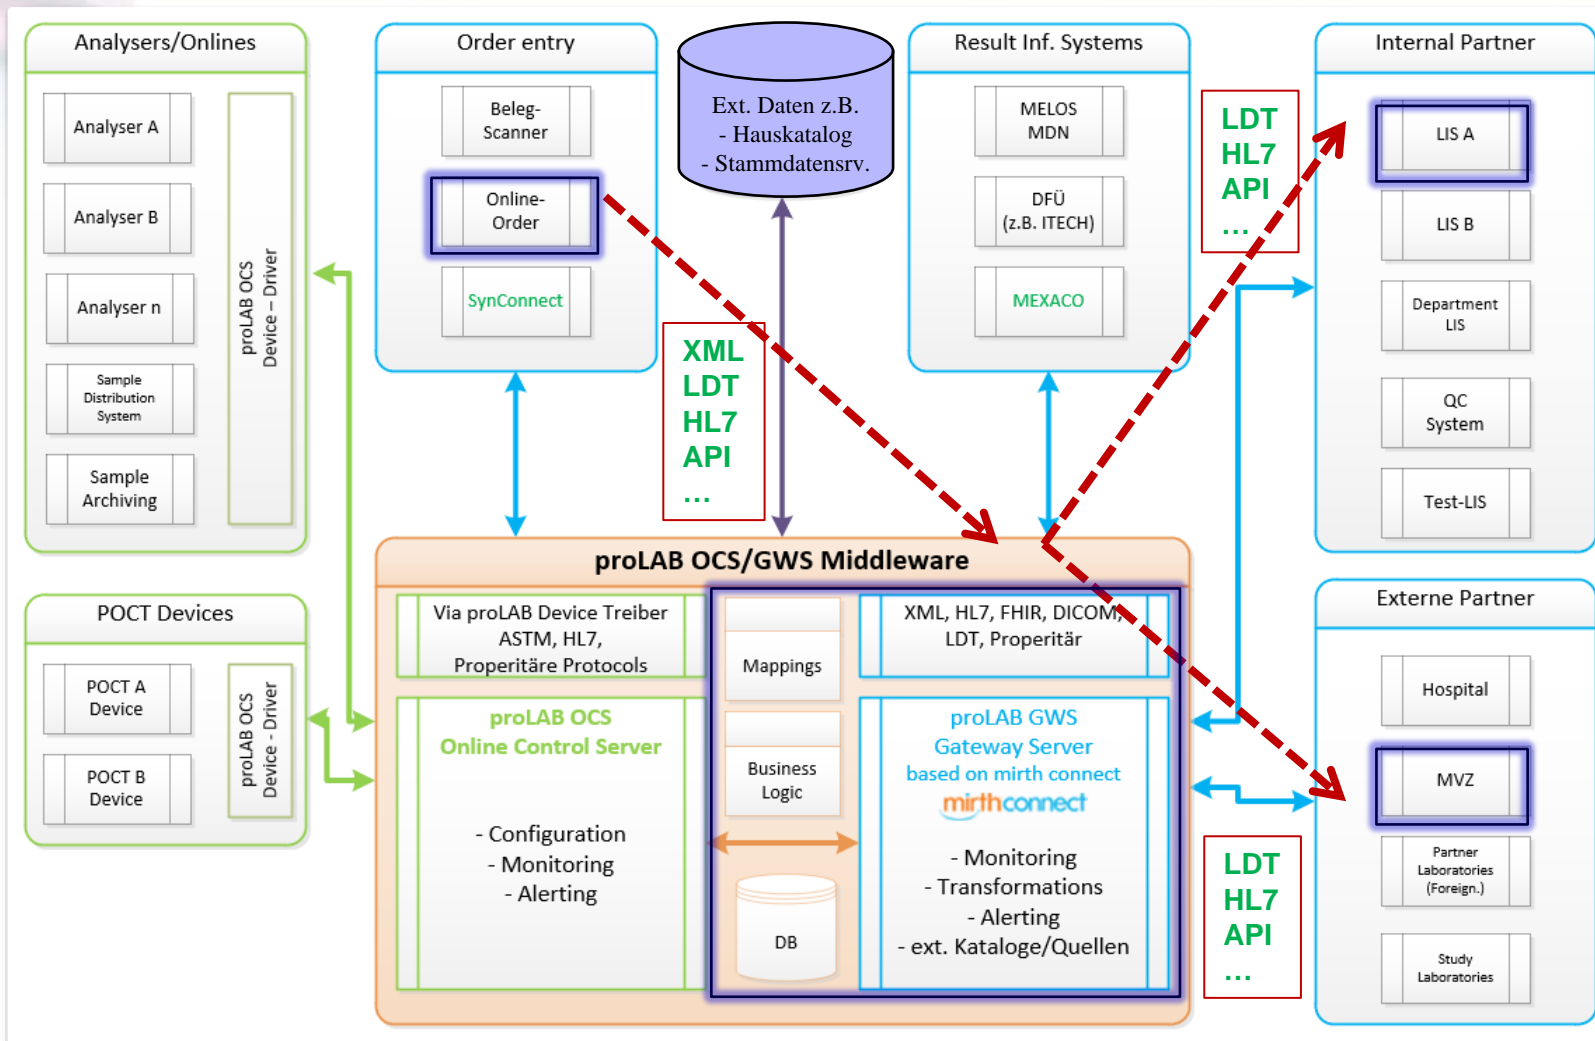 Analysers/Onlines
Analyser A
Analyser B
Analyser n
Sample
Distribution
System
Sample
Archiving
proLAB OCS
Device – Driver
Order entry
Beleg-
Scanner
Online-
Order
SynConnect
Ext. Daten z.B.
- Hauskatalog
- Stammdatensrv.
Result Inf. Systems
MELOS
MDN
DFÜ
(z.B. ITECH)
MEXACO
Internal Partner
LIS A
LIS B
Department
LIS
QC
System
Test-LIS
LDT
HL7
API
...
XML
LDT
HL7
API
...
POCT Devices
POCT A
Device
POCT B
Device
proLAB OCS
Device - Driver
proLAB OCS/GWS Middleware
Via proLAB Device Treiber
ASTM, HL7,
Properitäre Protocols
proLAB OCS
Online Control Server
- Configuration
- Monitoring
- Alerting
Mappings
Business
Logic
DB
XML, HL7, FHIR, DICOM,
LDT, Properitär
proLAB GWS
Gateway Server
based on mirth connect
mirthconnect
- Monitoring
- Transformations
- Alerting
- ext. Kataloge/Quellen
Externe Partner
Hospital
MVZ
Partner
Laboratories
(Foreign.)
Study
Laboratories
LDT
HL7
API
...